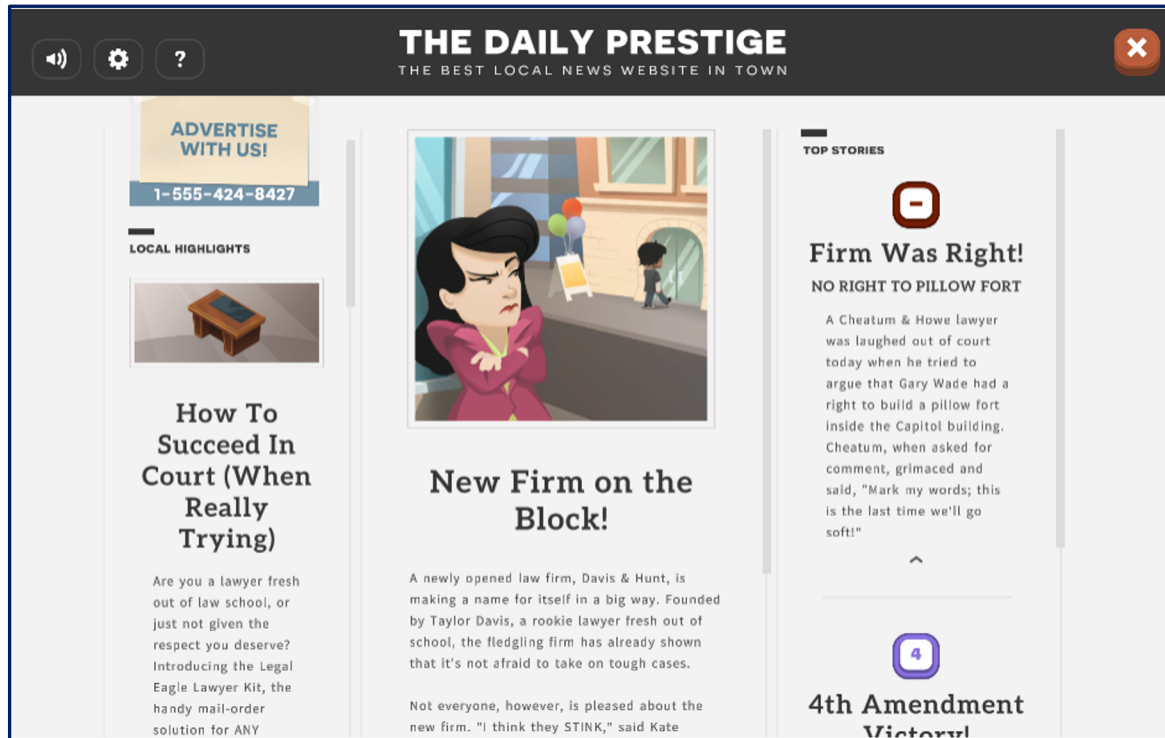 ?
THE DAILY PRESTIGE
THE BEST LOCAL NEWS WEBSITE IN TOWN
ADVERTISE
WITH US!
1-555-424-8427
LOCAL HIGHLIGHTS
How To
Succeed In
Court (When
Really
Trying)
Are you a lawyer fresh
out of law school, or
just not given the
respect you deserve?
Introducing the Legal
Eagle Lawyer Kit, the
handy mail-order
solution for ANY
New Firm on the
Block!
A newly opened law firm, Davis & Hunt, is
making a name for itself in a big way. Founded
by Taylor Davis, a rookie lawyer fresh out of
school, the fledgling firm has already shown
that it's not afraid to take on tough cases.
Not everyone, however, is pleased about the
new firm. "I think they STINK," said Kate
TOP STORIES
Firm Was Right!
NO RIGHT TO PILLOW FORT
A Cheatum & Howe lawyer
was laughed out of court
today when he tried to
argue that Gary Wade had a
right to build a pillow fort
inside the Capitol building.
Cheatum, when asked for
comment, grimaced and
said, "Mark my words; this
is the last time we'll go
soft!"
4
4th Amendment
Victory!